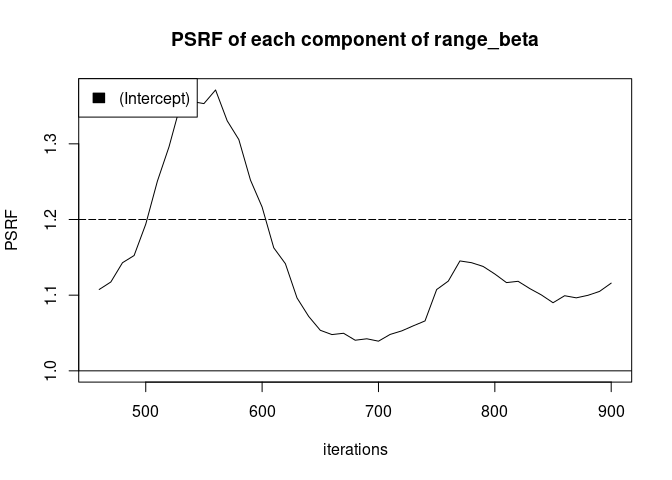 PSRF of each component of range_beta
(Intercept)
PSRF
1.3
1.2
1.1
1.0
500 600 700 800 900
iterations